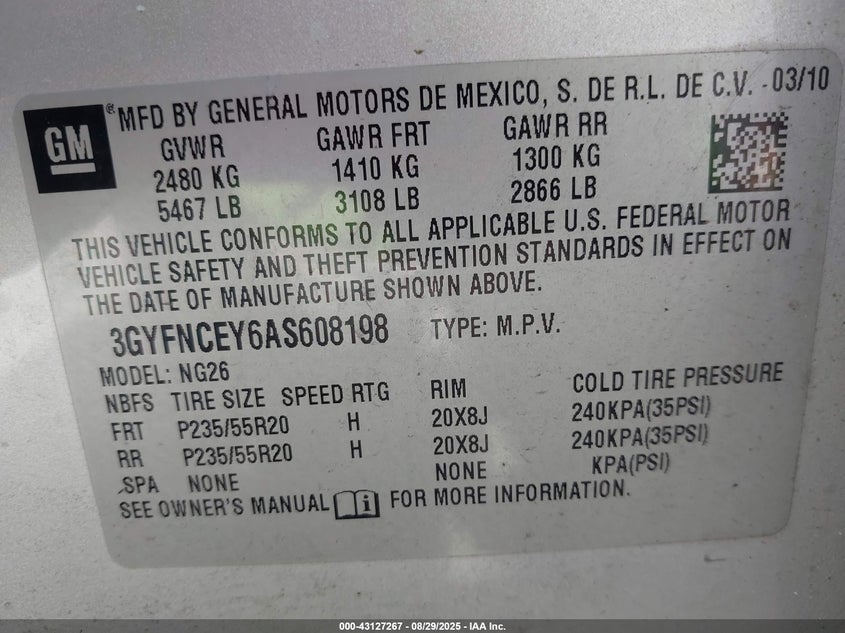 GM
® MFD BY GENERAL MOTORS DE MEXICO, S. DE R.L. DE C.V. - 03/10
GVWR GAWR FRT GAWR RR
2480 KG 1410 KG 1300 KG
5467 LB 3108 LB 2866 LB
THIS VEHICLE CONFORMS TO ALL APPLICABLE U.S. FEDERAL MOTOR
VEHICLE SAFETY AND THEFT PREVENTION STANDARDS IN EFFECT ON
THE DATE OF MANUFACTURE SHOWN ABOVE.
3GYFNCEY6AS608198 TYPE: M.P.V.
MODEL: NG26
NBFS TIRE SIZE SPEED RTG RIM COLD TIRE PRESSURE
FRT P235/55R20 H 20X8J 240KPA(35PSI)
RR P235/55R20 H 20X8J 240KPA(35PSI)
SPA NONE NONE KPA(PSI)
SEE OWNER'S MANUAL i FOR MORE INFORMATION.
000-43127267 - 08/29/2025 - IAA Inc.